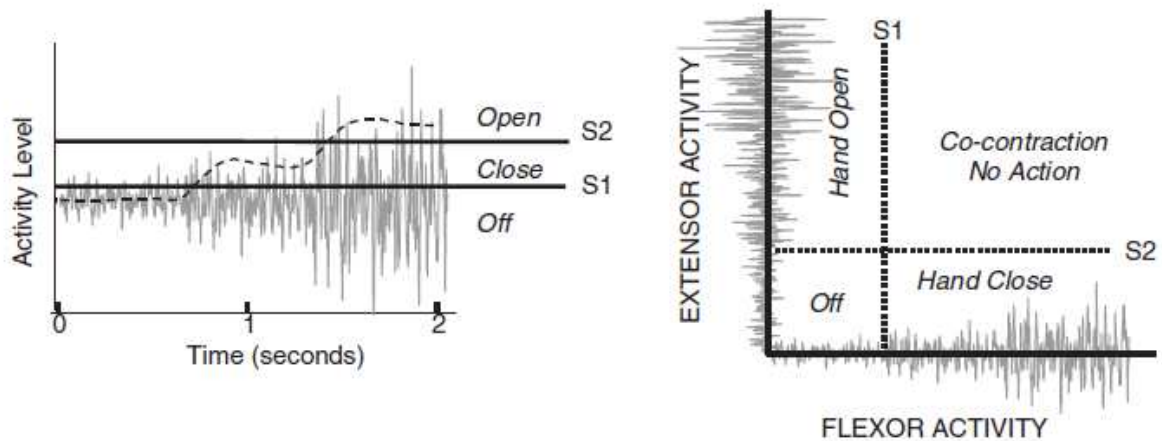 Activity Level
Open
S2
Close
S1
Off
0
1
2
Time (seconds)
EXTENSOR ACTIVITY
S1
Hand Open
Co-contraction
No Action
S2
Off
Hand Close
FLEXOR ACTIVITY